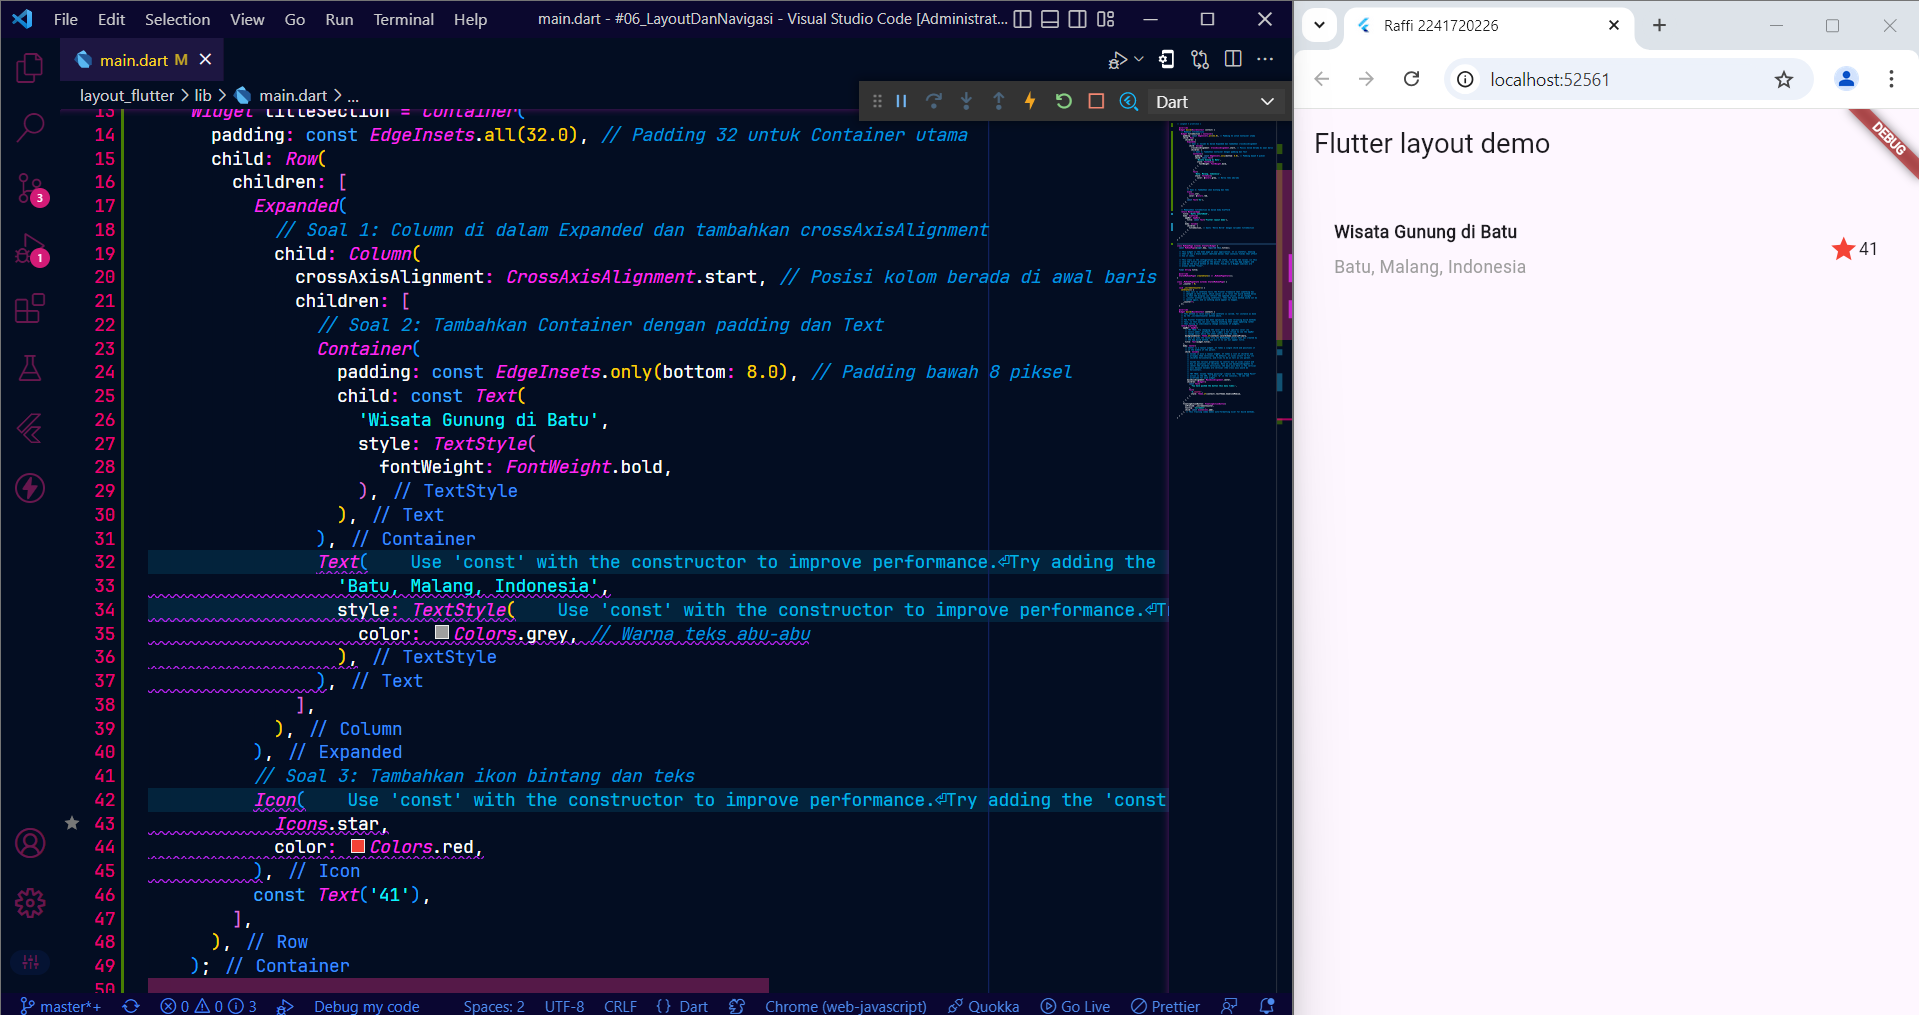 File Edit Selection View Go Run Terminal Help main.dart - #06_LayoutDanNavigasi - Visual Studio Code [Administrat...
main.dart M
layout_flutter > lib > main.dart > ...
Dart
13 Widget titleSection = Container(
14 padding: const EdgeInsets.all(32.0), // Padding 32 untuk Container utama
15 child: Row(
16 children: [
17 Expanded(
18 // Soal 1: Column di dalam Expanded dan tambahkan crossAxisAlignment
19 child: Column(
20 crossAxisAlignment: CrossAxisAlignment.start, // Posisi kolom berada di awal baris
21 children: [
22 // Soal 2: Tambahkan Container dengan padding dan Text
23 Container(
24 padding: const EdgeInsets.only(bottom: 8.0), // Padding bawah 8 piksel
25 child: const Text(
26 'Wisata Gunung di Batu',
27 style: TextStyle(
28 fontWeight: FontWeight.bold,
29 ), // TextStyle
30 ), // Text
31 ), // Container
32 Text( Use 'const' with the constructor to improve performance.⏎Try adding the
33 'Batu, Malang, Indonesia',
34 style: TextStyle( Use 'const' with the constructor to improve performance.⏎T
35 color: Colors.grey, // Warna teks abu-abu
36 ), // TextStyle
37 ), // Text
38 ],
39 ), // Column
40 ), // Expanded
41 // Soal 3: Tambahkan ikon bintang dan teks
42 Icon( Use 'const' with the constructor to improve performance.⏎Try adding the 'const
43 Icons.star,
44 color: Colors.red,
45 ), // Icon
46 const Text('41'),
47 ],
48 ), // Row
49 ); // Container
50
3
1
master*+ 0 0 3 Debug my code Spaces: 2 UTF-8 CRLF {} Dart Chrome (web-javascript) Quokka Go Live Prettier
Raffi 2241720226
localhost:52561
Flutter layout demo
DEBUG
Wisata Gunung di Batu
41
Batu, Malang, Indonesia